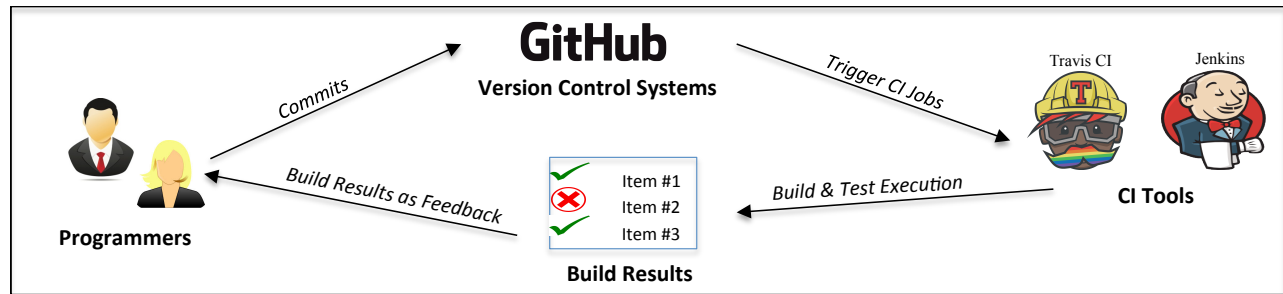 GitHub
Version Control Systems
Commits
Trigger CI Jobs
Travis CI
Jenkins
T
CI Tools
Build & Test Execution
Item #1
Item #2
Item #3
Build Results
Build Results as Feedback
Programmers